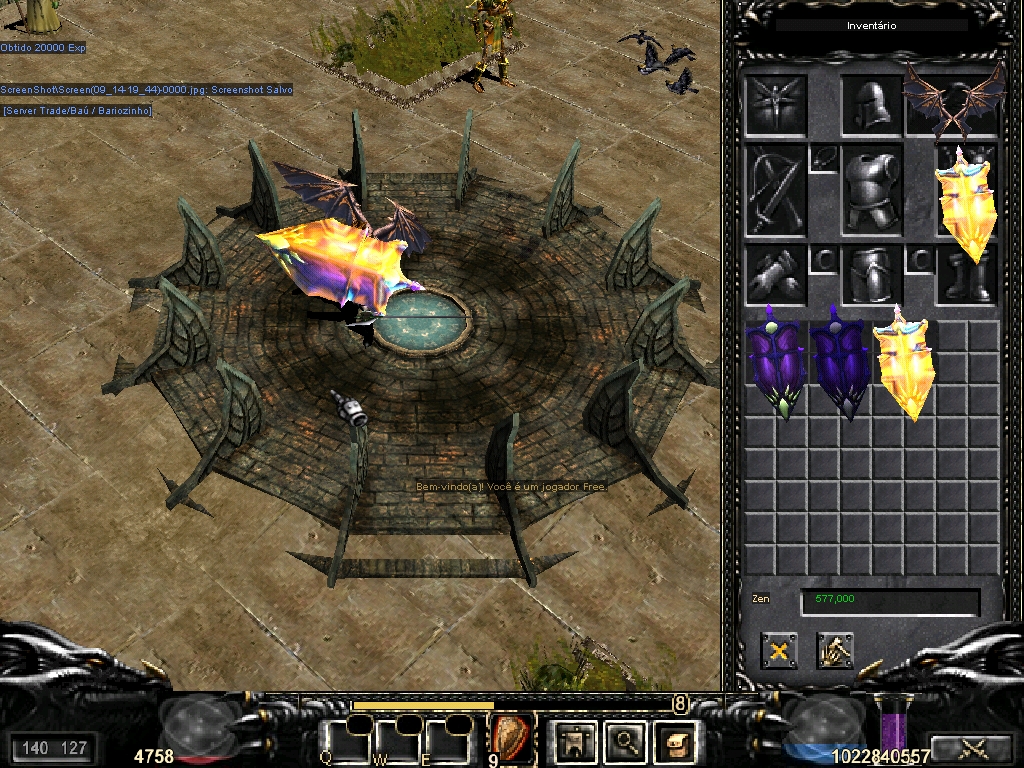 Inventário
Obtido 20000 Exp
ScreenShot\Screen(09_14-19_44)-0000.jpg: Screenshot Salvo
[Server Trade/Baú / Bariozinho]
Bem-vindo(a)! Você é um jogador Free.
Zen 577,000
8
140 127
4758
Q W E 9
1022840557